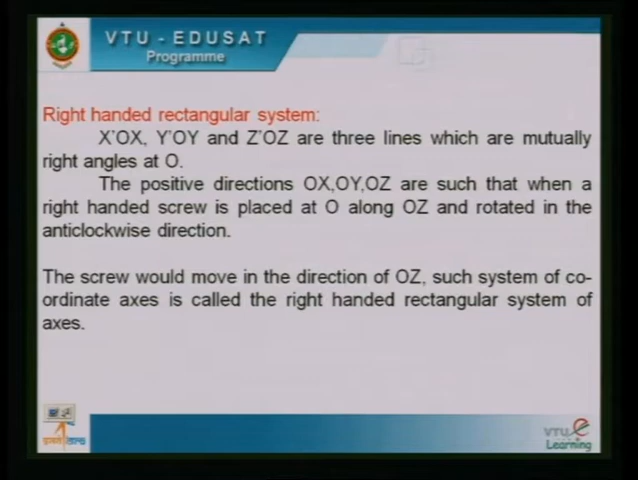 VTU - EDUSAT
Programme
Right handed rectangular system:
X'OX, Y'OY and Z'OZ are three lines which are mutually
right angles at O.
The positive directions OX,OY,OZ are such that when a
right handed screw is placed at O along OZ and rotated in the
anticlockwise direction.
The screw would move in the direction of OZ, such system of co-
ordinate axes is called the right handed rectangular system of
axes.
VTU e
Learning